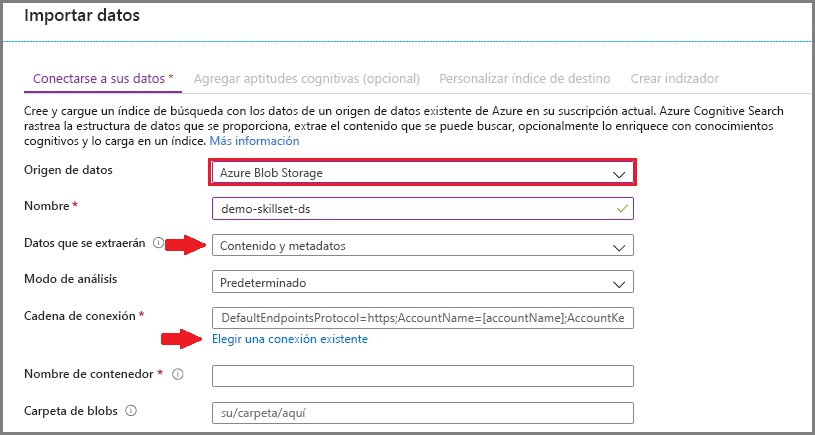 Importar datos
Conectarse a sus datos * Agregar aptitudes cognitivas (opcional) Personalizar índice de destino Crear indizador
Cree y cargue un índice de búsqueda con los datos de un origen de datos existente de Azure en su suscripción actual. Azure Cognitive Search
rastrea la estructura de datos que se proporciona, extrae el contenido que se puede buscar, opcionalmente lo enriquece con conocimientos
cognitivos y lo carga en un índice. Más información
Origen de datos Azure Blob Storage
Nombre * demo-skillset-ds
Datos que se extraerán Contenido y metadatos
Modo de análisis Predeterminado
Cadena de conexión * DefaultEndpointsProtocol=https;AccountName=[accountName];AccountKe
Elegir una conexión existente
Nombre de contenedor *
Carpeta de blobs su/carpeta/aquí